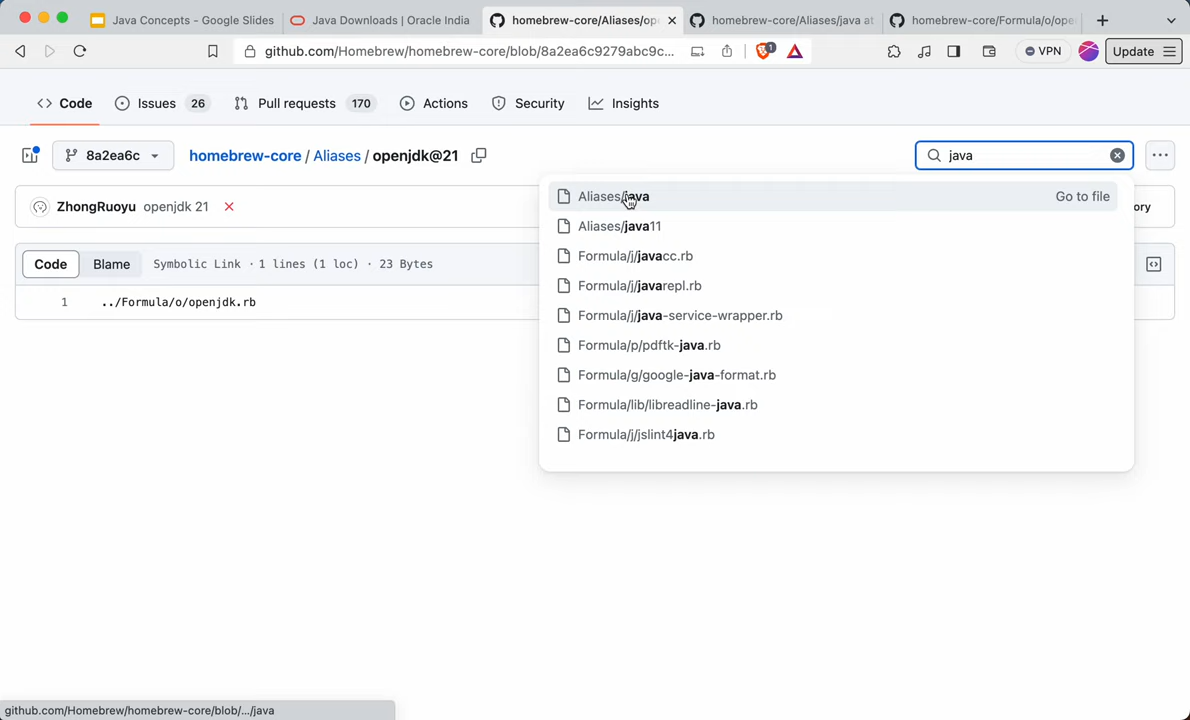 Java Concepts - Google Slides
Java Downloads | Oracle India
homebrew-core/Aliases/op
homebrew-core/Aliases/java at
homebrew-core/Formula/o/ope
github.com/Homebrew/homebrew-core/blob/8a2ea6c9279abc9c...
1
VPN
Update
Code
Issues 26
Pull requests 170
Actions
Security
Insights
8a2ea6c
homebrew-core / Aliases / openjdk@21
java
ZhongRuoyu openjdk 21
ory
Aliases/java
Go to file
Aliases/java11
Formula/j/javacc.rb
Formula/j/javarepl.rb
Formula/j/java-service-wrapper.rb
Formula/p/pdftk-java.rb
Formula/g/google-java-format.rb
Formula/lib/libreadline-java.rb
Formula/j/jslint4java.rb
Code
Blame
Symbolic Link · 1 lines (1 loc) · 23 Bytes
1 ../Formula/o/openjdk.rb
github.com/Homebrew/homebrew-core/blob/.../java